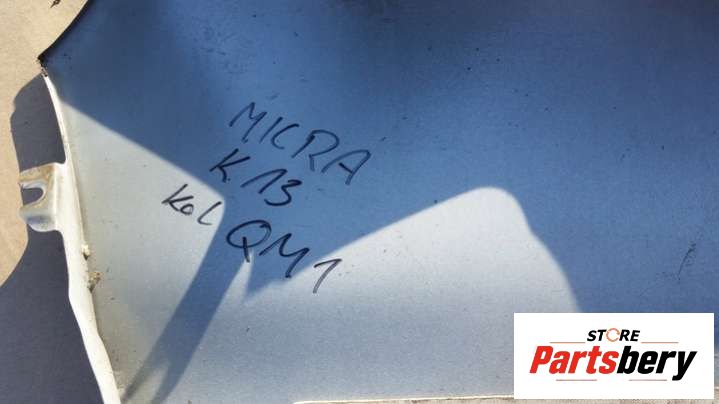 MICRA
K13
Kol QM1
STORE
Partsbery